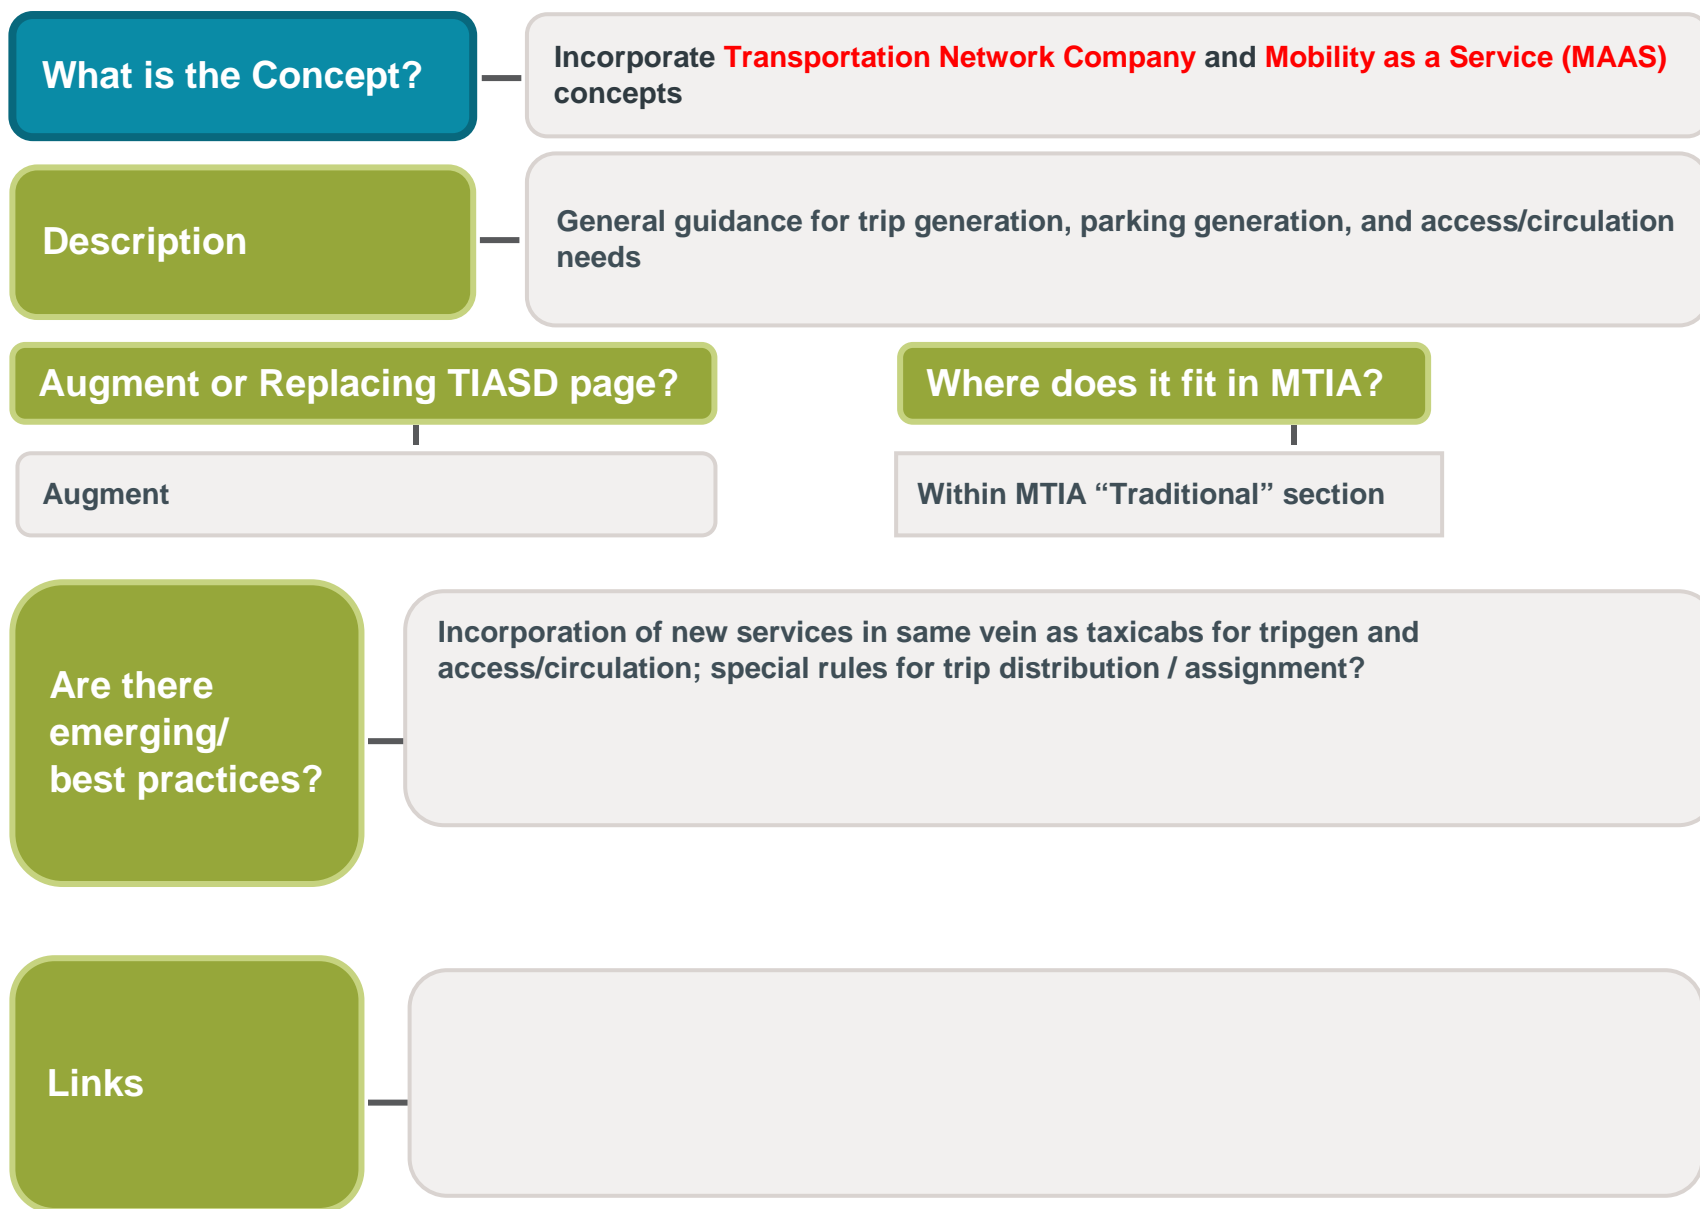 What is the Concept?
Incorporate Transportation Network Company and Mobility as a Service (MAAS)
concepts
Description
General guidance for trip generation, parking generation, and access/circulation
needs
Augment or Replacing TIASD page?
Where does it fit in MTIA?
Augment
Within MTIA “Traditional” section
Are there
emerging/
best practices?
Incorporation of new services in same vein as taxicabs for tripgen and
access/circulation; special rules for trip distribution / assignment?
Links